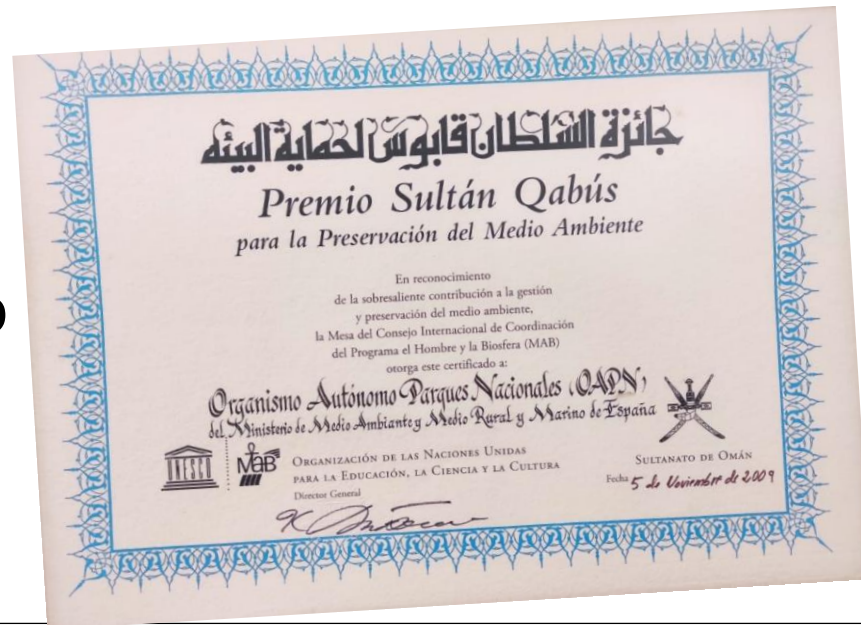 جائزة السلطان قابوس لحماية البيئة
Premio Sultán Qabús
para la Preservación del Medio Ambiente
En reconocimiento
de la sobresaliente contribución a la gestión
y preservación del medio ambiente,
la Mesa del Consejo Internacional de Coordinación
del Programa el Hombre y la Biosfera (MAB)
otorga este certificado a:
Organismo Autónomo Parques Nacionales (OAPN)
del Ministerio de Medio Ambiante y Medio Rural y Marino de España
UNESCO
MaB
ORGANIZACIÓN DE LAS NACIONES UNIDAS
PARA LA EDUCACIÓN, LA CIENCIA Y LA CULTURA
Director General
SULTANATO DE OMÁN
Fecha 5 de Noviembre de 2009